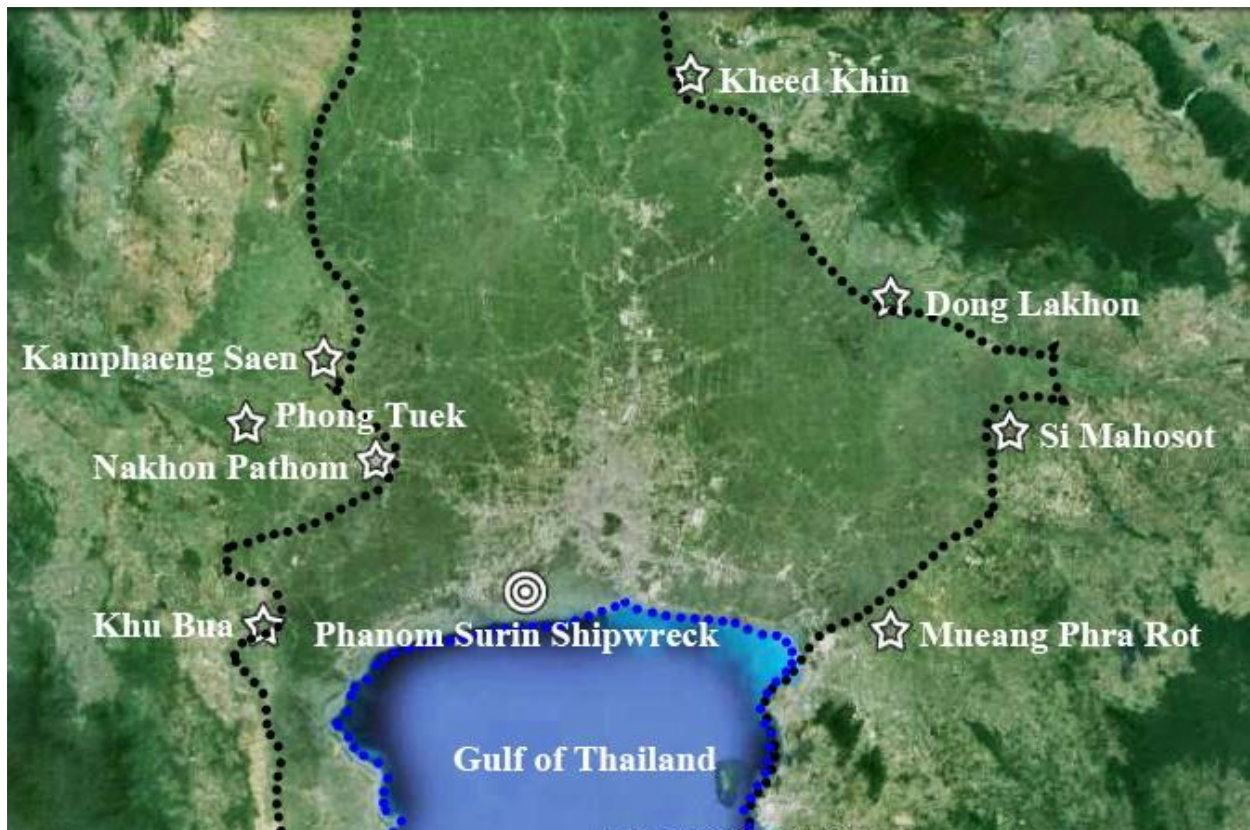 Kheed Khin
Dong Lakhon
Kamphaeng Saen
Phong Tuek
Si Mahosot
Nakhon Pathom
Khu Bua
Phanom Surin Shipwreck
Mueang Phra Rot
Gulf of Thailand